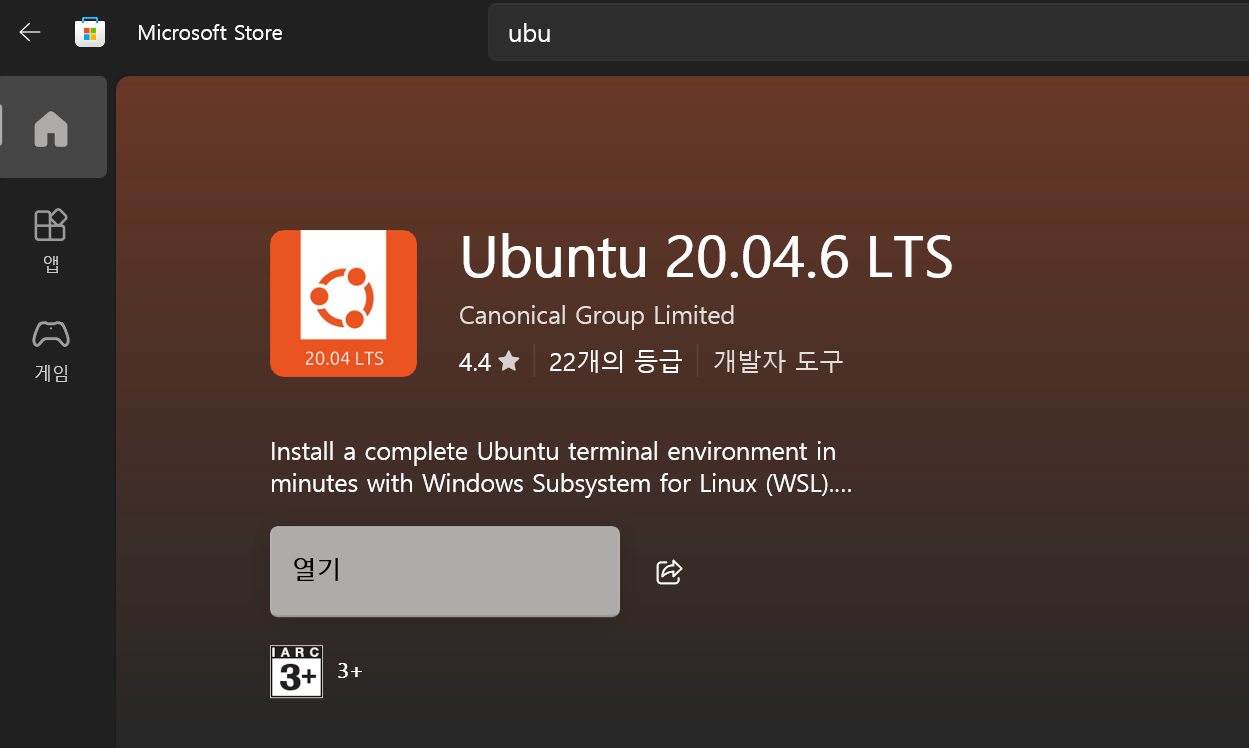 Microsoft Store
ubu
앱
게임
Ubuntu 20.04.6 LTS
Canonical Group Limited
20.04 LTS
4.4 ★ 22개의 등급 개발자 도구
Install a complete Ubuntu terminal environment in
minutes with Windows Subsystem for Linux (WSL)....
열기
IARC
3+ 3+